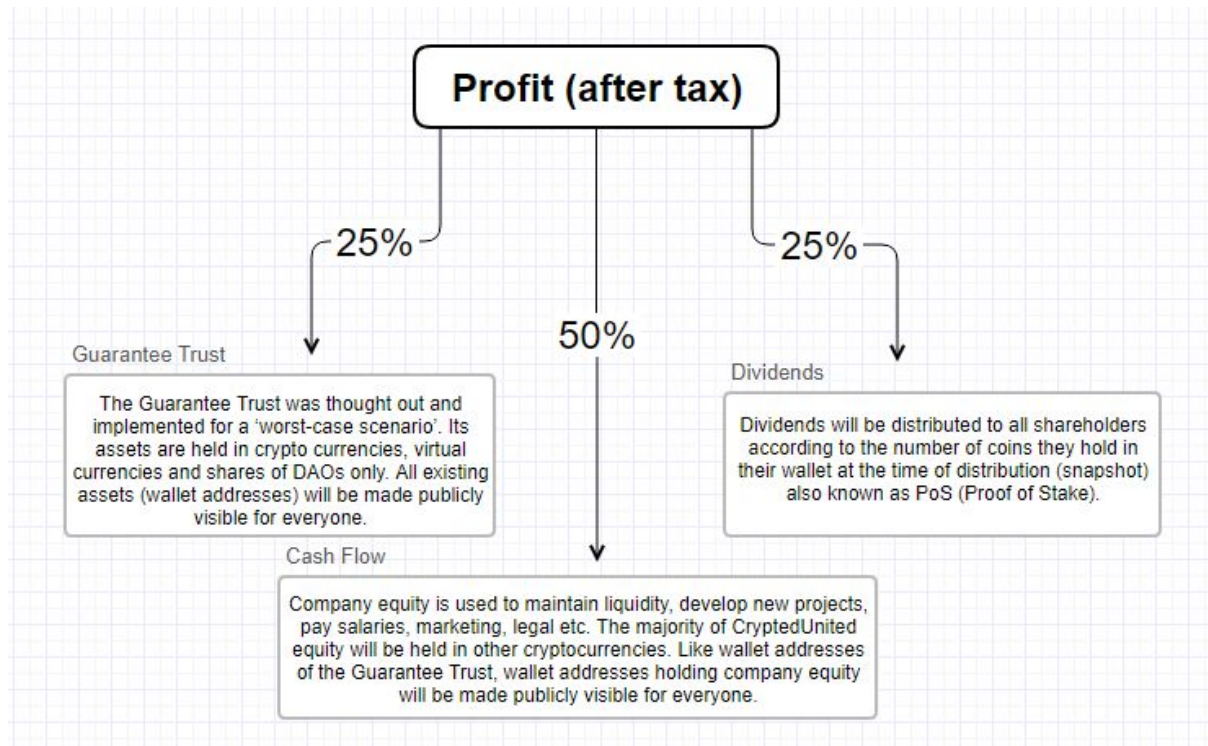 Profit (after tax)
25%
25%
50%
Guarantee Trust
The Guarantee Trust was thought out and
implemented for a ‘worst-case scenario’. Its
assets are held in crypto currencies, virtual
currencies and shares of DAOs only. All existing
assets (wallet addresses) will be made publicly
visible for everyone.
Dividends
Dividends will be distributed to all shareholders
according to the number of coins they hold in
their wallet at the time of distribution (snapshot)
also known as PoS (Proof of Stake).
Cash Flow
Company equity is used to maintain liquidity, develop new projects,
pay salaries, marketing, legal etc. The majority of CryptedUnited
equity will be held in other cryptocurrencies. Like wallet addresses
of the Guarantee Trust, wallet addresses holding company equity
will be made publicly visible for everyone.